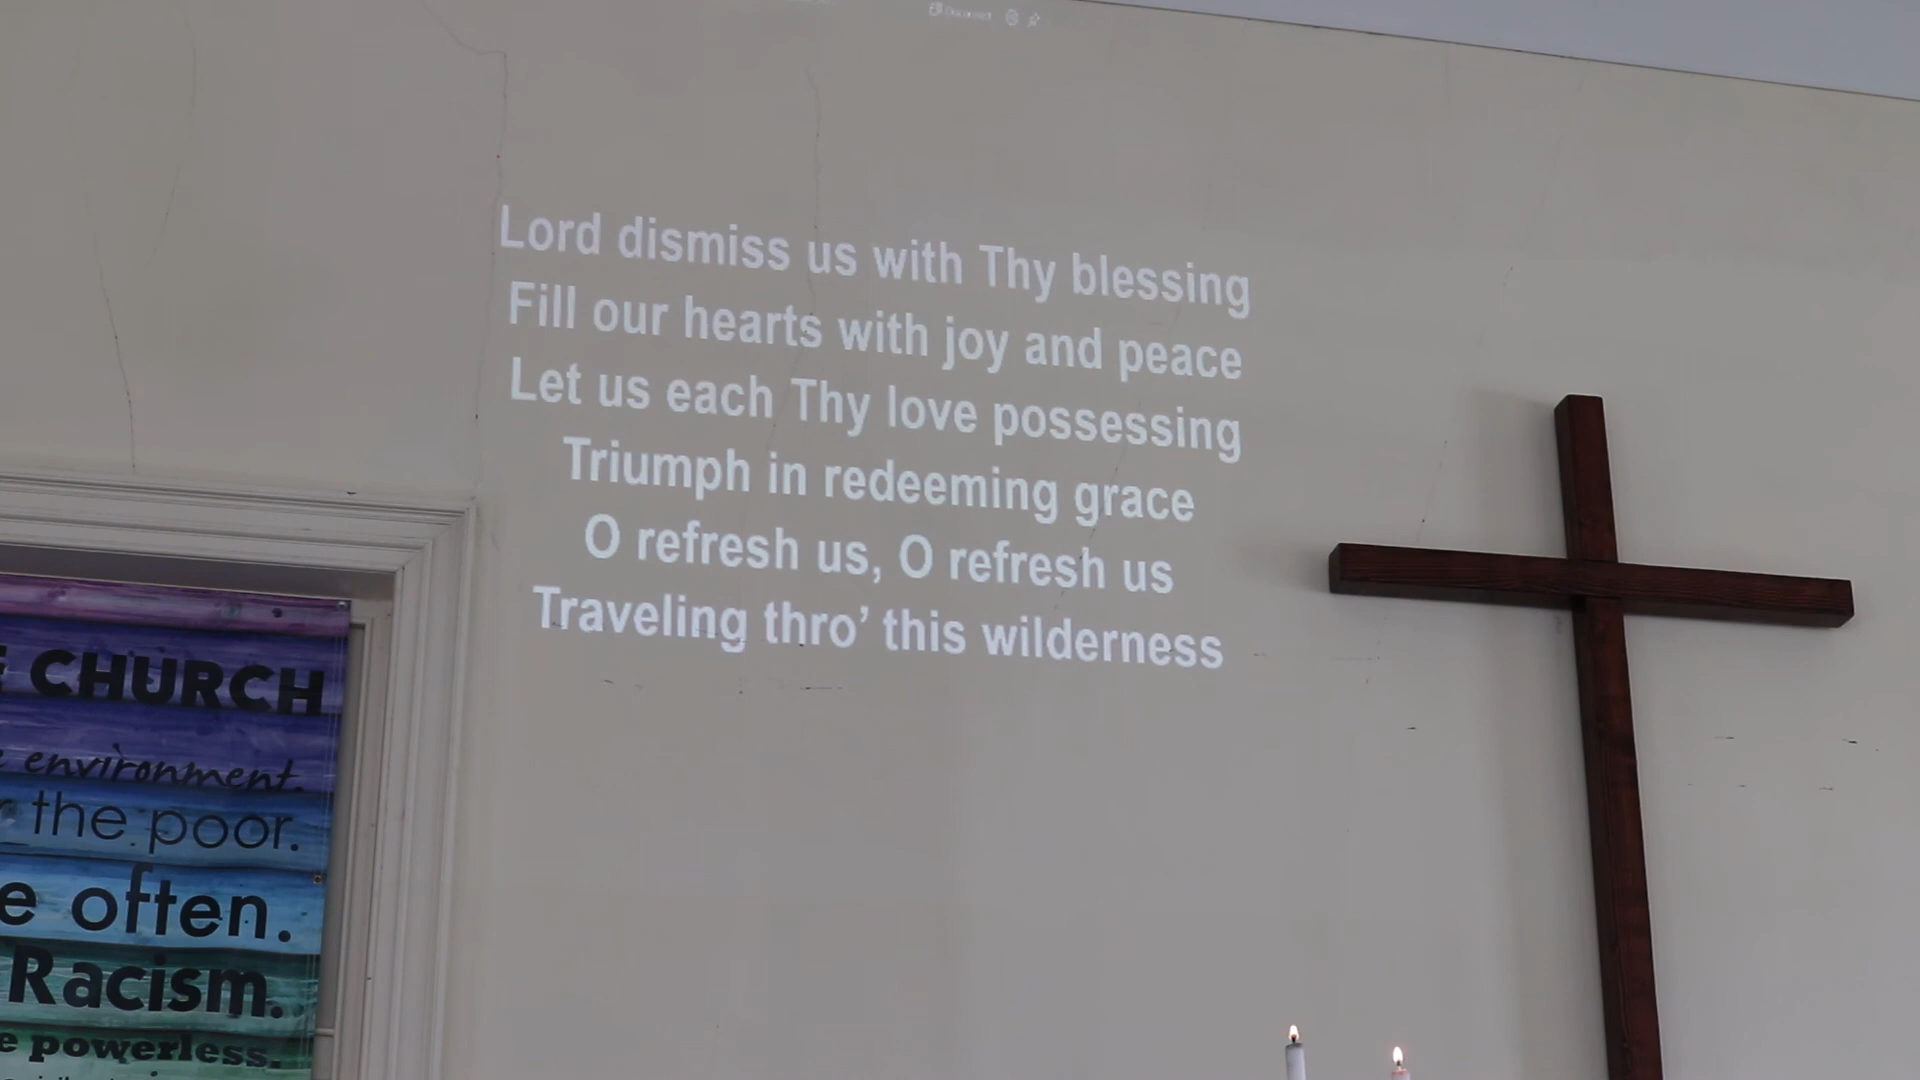 Lord dismiss us with Thy blessing
Fill our hearts with joy and peace
Let us each Thy love possessing
Triumph in redeeming grace
O refresh us, O refresh us
Traveling thro’ this wilderness
CHURCH
environment.
the poor.
often.
Racism.
powerless.